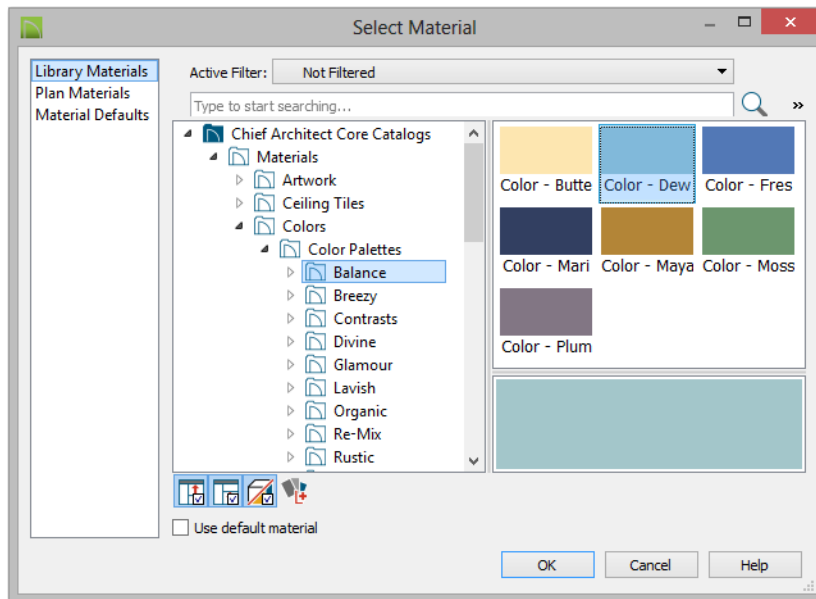 Select Material
Library Materials
Plan Materials
Material Defaults
Active Filter: Not Filtered
Type to start searching...
»
Chief Architect Core Catalogs
Materials
Artwork
Ceiling Tiles
Colors
Color Palettes
Balance
Breezy
Contrasts
Divine
Glamour
Lavish
Organic
Re-Mix
Rustic
Color - Butte Color - Dew Color - Fres
Color - Mari Color - Maya Color - Moss
Color - Plum
Use default material
OK Cancel Help